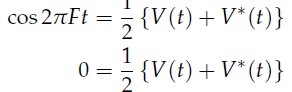 cos 2πFt = 1/2 {V(t) + V*(t)}
0 = 1/2 {V(t) + V*(t)}